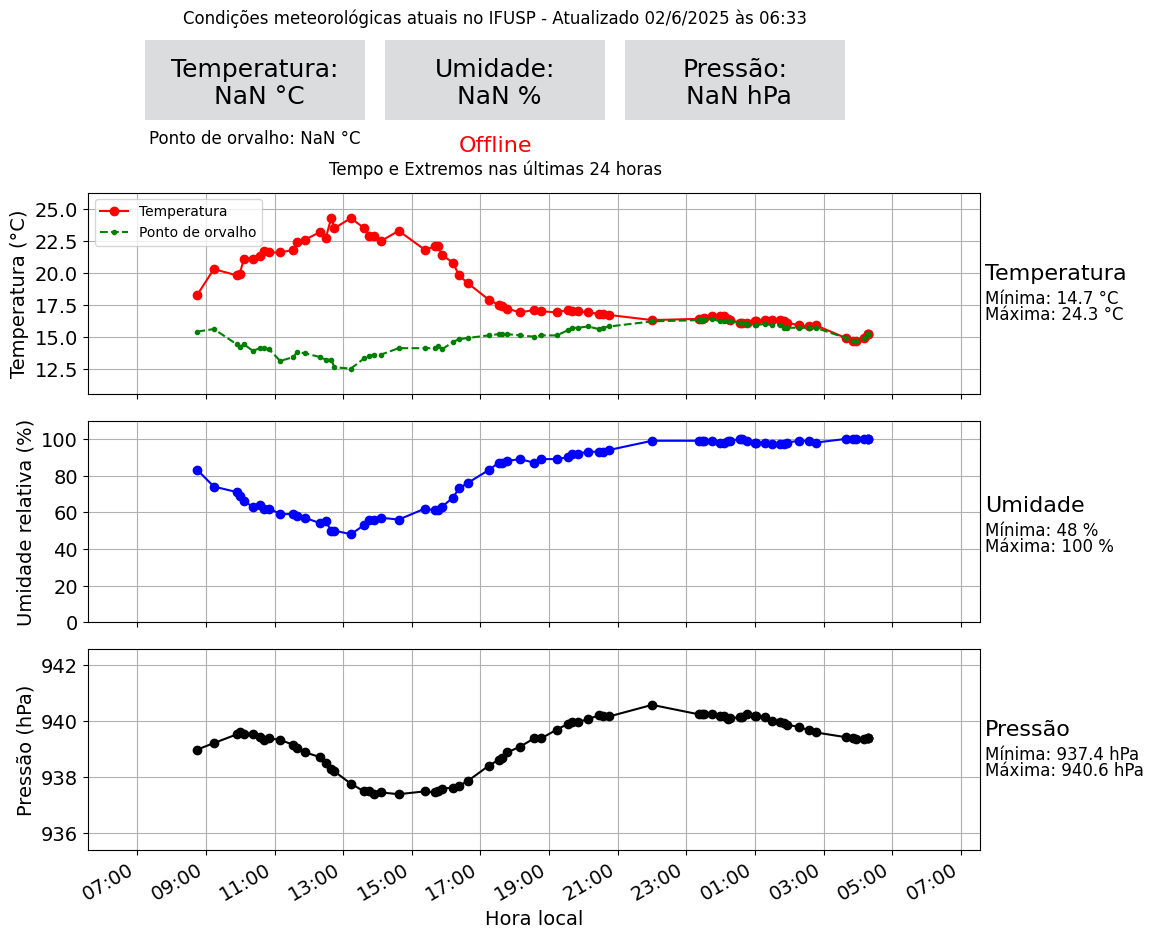 Condições meteorológicas atuais no IFUSP - Atualizado 02/6/2025 às 06:33
Temperatura:
NaN °C
Umidade:
NaN %
Pressão:
NaN hPa
Ponto de orvalho: NaN °C
Offline
Tempo e Extremos nas últimas 24 horas
Temperatura (°C)
25.0
22.5
20.0
17.5
15.0
12.5
Temperatura
Ponto de orvalho
Temperatura
Mínima: 14.7 °C
Máxima: 24.3 °C
Umidade relativa (%)
100
80
60
40
20
0
Umidade
Mínima: 48 %
Máxima: 100 %
Pressão (hPa)
942
940
938
936
Pressão
Mínima: 937.4 hPa
Máxima: 940.6 hPa
07:00 09:00 11:00 13:00 15:00 17:00 19:00 21:00 23:00 01:00 03:00 05:00 07:00
Hora local